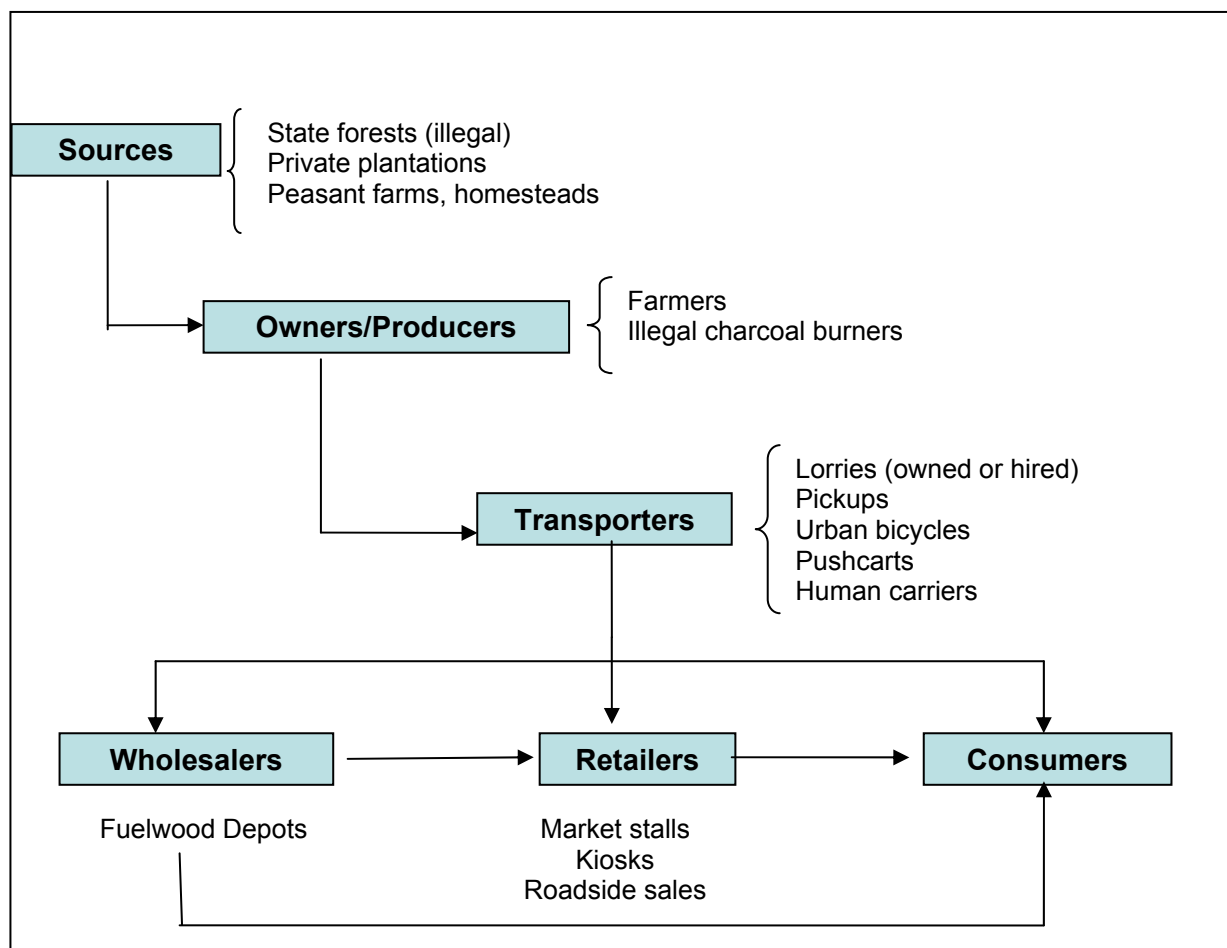 Sources
State forests (illegal)
Private plantations
Peasant farms, homesteads
Owners/Producers
Farmers
Illegal charcoal burners
Transporters
Lorries (owned or hired)
Pickups
Urban bicycles
Pushcarts
Human carriers
Wholesalers
Retailers
Consumers
Fuelwood Depots
Market stalls
Kiosks
Roadside sales